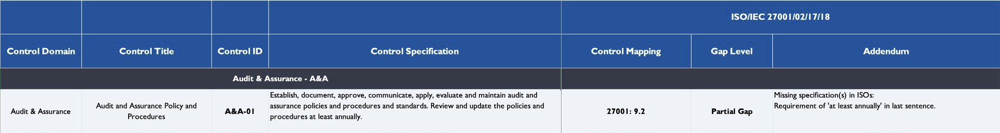 ISO/IEC 27001/02/17/18
Control Domain
Control Title
Control ID
Control Specification
Control Mapping
Gap Level
Addendum
Audit & Assurance - A&A
Audit & Assurance
Audit and Assurance Policy and
Procedures
A&A-01
Establish, document, approve, communicate, apply, evaluate and maintain audit and
assurance policies and procedures and standards. Review and update the policies and
procedures at least annually.
27001: 9.2
Partial Gap
Missing specification(s) in ISOs:
Requirement of 'at least annually' in last sentence.